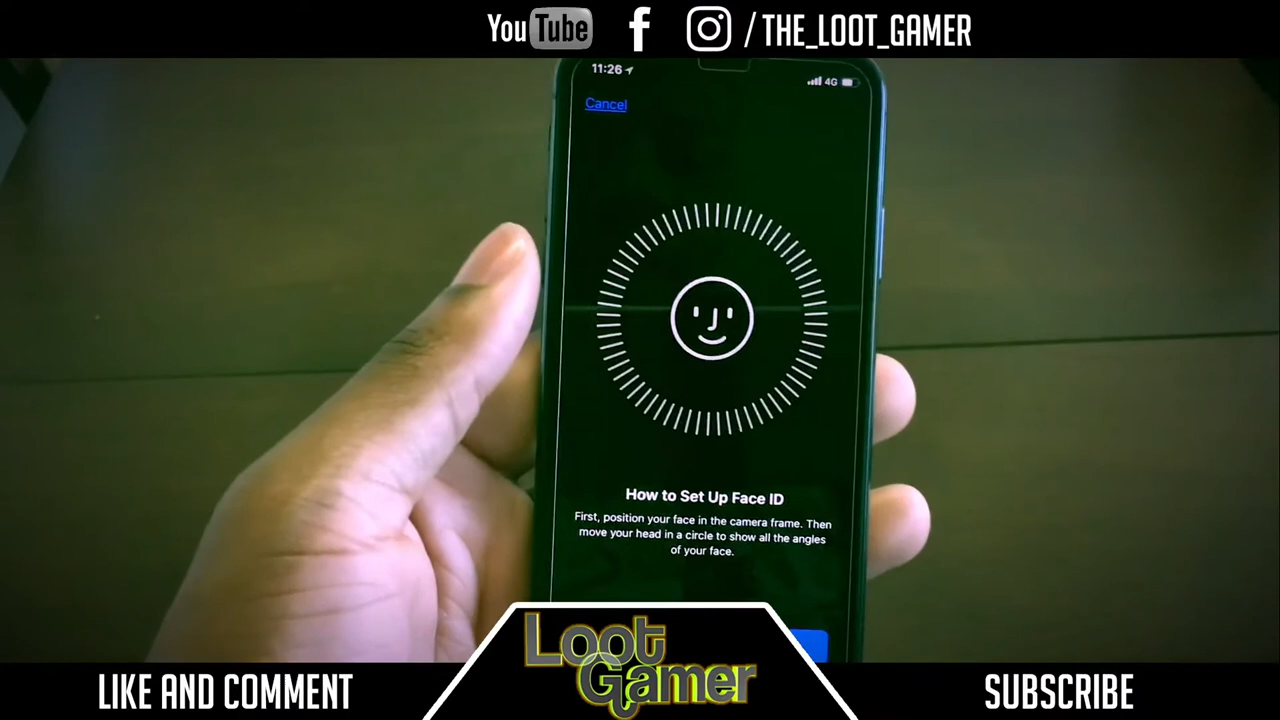 YouTube f / THE_LOOT_GAMER
11:26
4G
Cancel
How to Set Up Face ID
First, position your face in the camera frame. Then
move your head in a circle to show all the angles
of your face.
Loot
Gamer
LIKE AND COMMENT
SUBSCRIBE